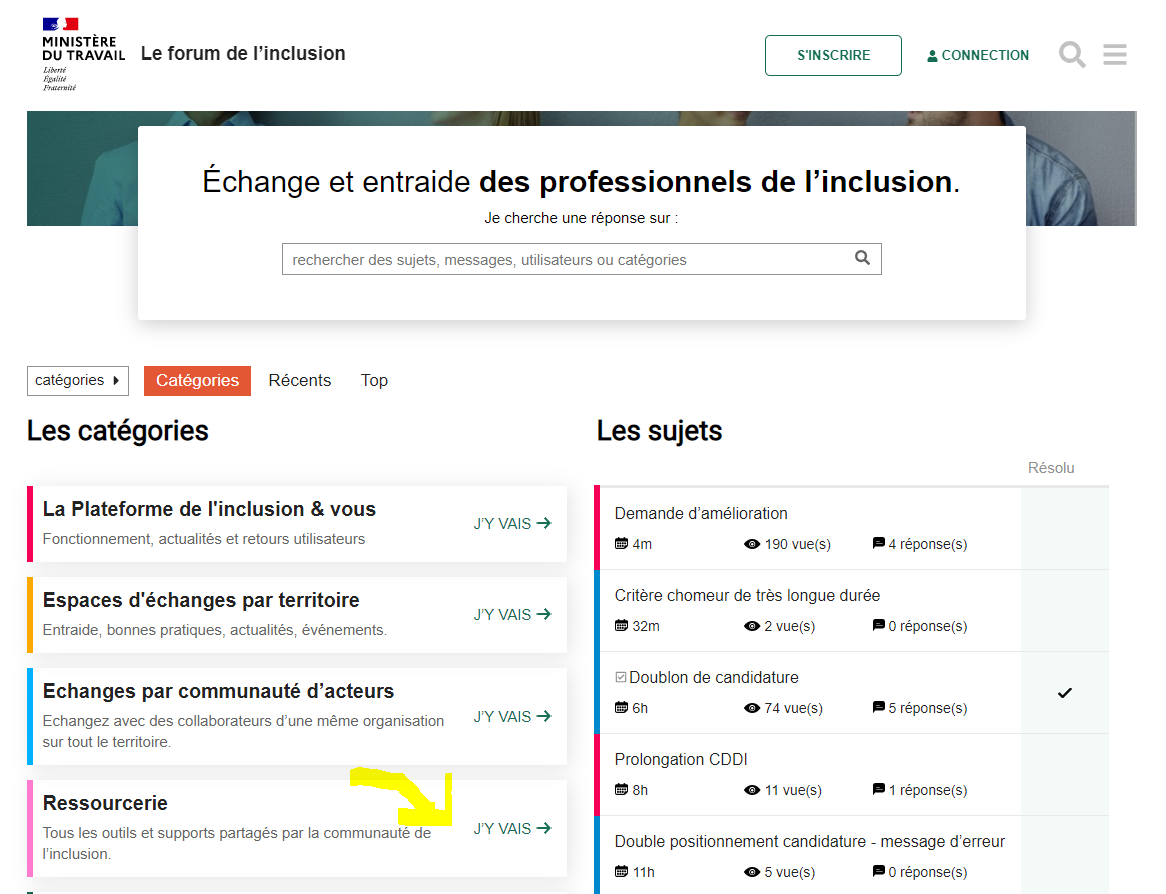 MINISTÈRE
DU TRAVAIL
Liberté
Égalité
Fraternité
Le forum de l’inclusion
S'INSCRIRE
CONNECTION
Échange et entraide des professionnels de l’inclusion.
Je cherche une réponse sur :
rechercher des sujets, messages, utilisateurs ou catégories
catégories
Catégories
Récents
Top
Les catégories
La Plateforme de l'inclusion & vous
Fonctionnement, actualités et retours utilisateurs
J’Y VAIS
Espaces d'échanges par territoire
Entraide, bonnes pratiques, actualités, événements.
J’Y VAIS
Echanges par communauté d’acteurs
Echangez avec des collaborateurs d’une même organisation
sur tout le territoire.
J’Y VAIS
Ressourcerie
Tous les outils et supports partagés par la communauté de
l’inclusion.
J’Y VAIS
Les sujets
Résolu
Demande d’amélioration
4m 190 vue(s) 4 réponse(s)
Critère chomeur de très longue durée
32m 2 vue(s) 0 réponse(s)
Doublon de candidature
6h 74 vue(s) 5 réponse(s)
Prolongation CDDI
8h 11 vue(s) 1 réponse(s)
Double positionnement candidature - message d’erreur
11h 5 vue(s) 0 réponse(s)